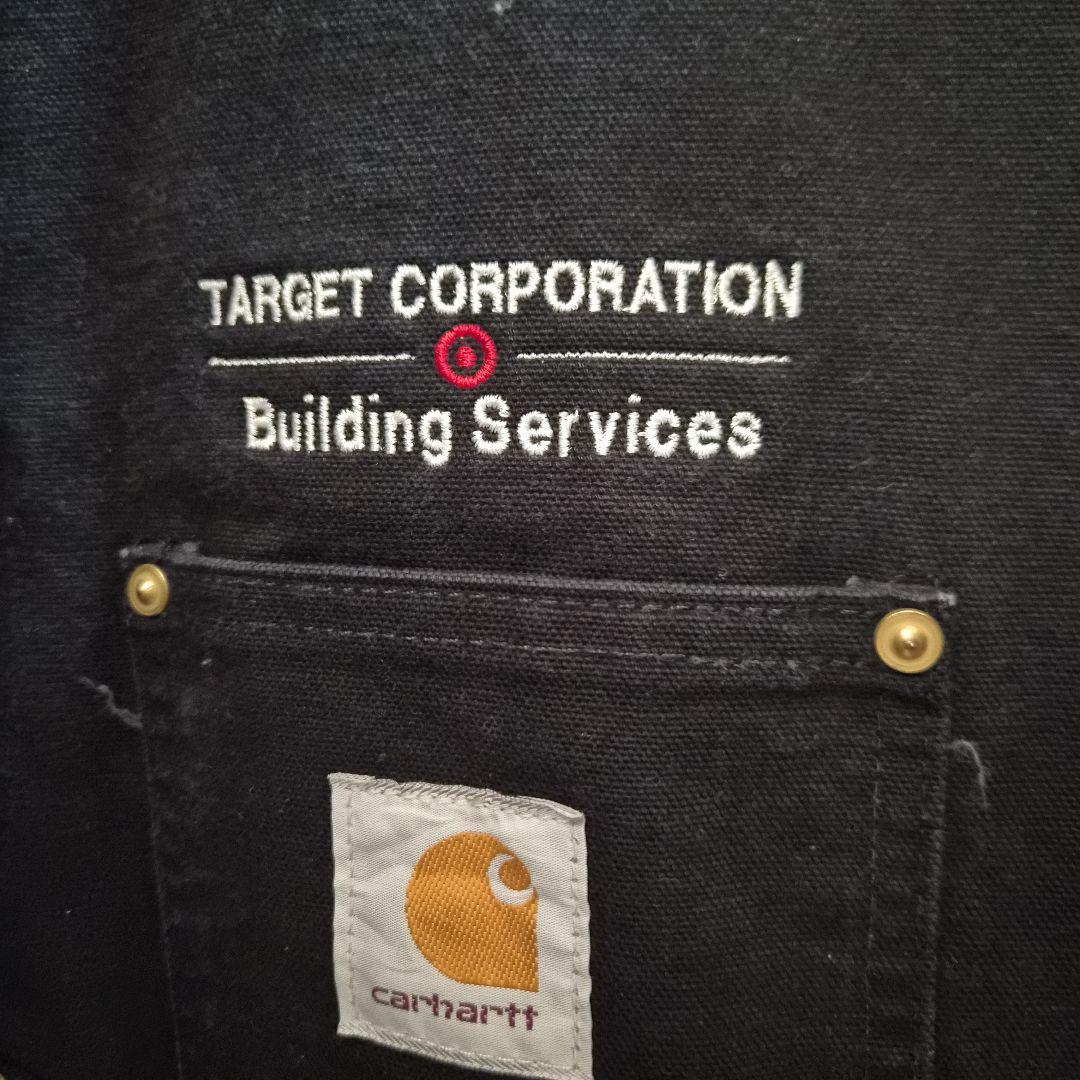 TARGET CORPORATION
Building Services
carhartt